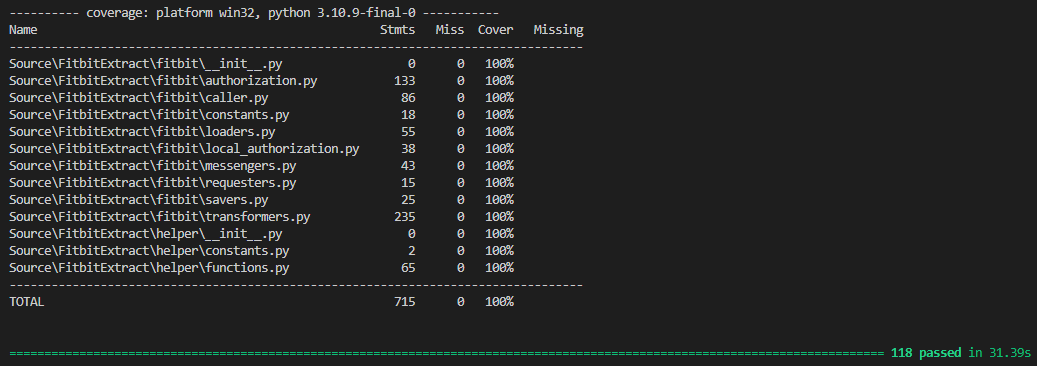 ---------- coverage: platform win32, python 3.10.9-final-0 -----------
Name                                                 Stmts   Miss  Cover   Missing
----------------------------------------------------------------------------------
Source\FitbitExtract\fitbit\__init__.py                  0      0   100%
Source\FitbitExtract\fitbit\authorization.py           133      0   100%
Source\FitbitExtract\fitbit\caller.py                   86      0   100%
Source\FitbitExtract\fitbit\constants.py                18      0   100%
Source\FitbitExtract\fitbit\loaders.py                  55      0   100%
Source\FitbitExtract\fitbit\local_authorization.py      38      0   100%
Source\FitbitExtract\fitbit\messengers.py               43      0   100%
Source\FitbitExtract\fitbit\requesters.py               15      0   100%
Source\FitbitExtract\fitbit\savers.py                   25      0   100%
Source\FitbitExtract\fitbit\transformers.py            235      0   100%
Source\FitbitExtract\helper\__init__.py                  0      0   100%
Source\FitbitExtract\helper\constants.py                 2      0   100%
Source\FitbitExtract\helper\functions.py                65      0   100%
----------------------------------------------------------------------------------
TOTAL                                                  715      0   100%
============================================================================================================================= 118 passed in 31.39s